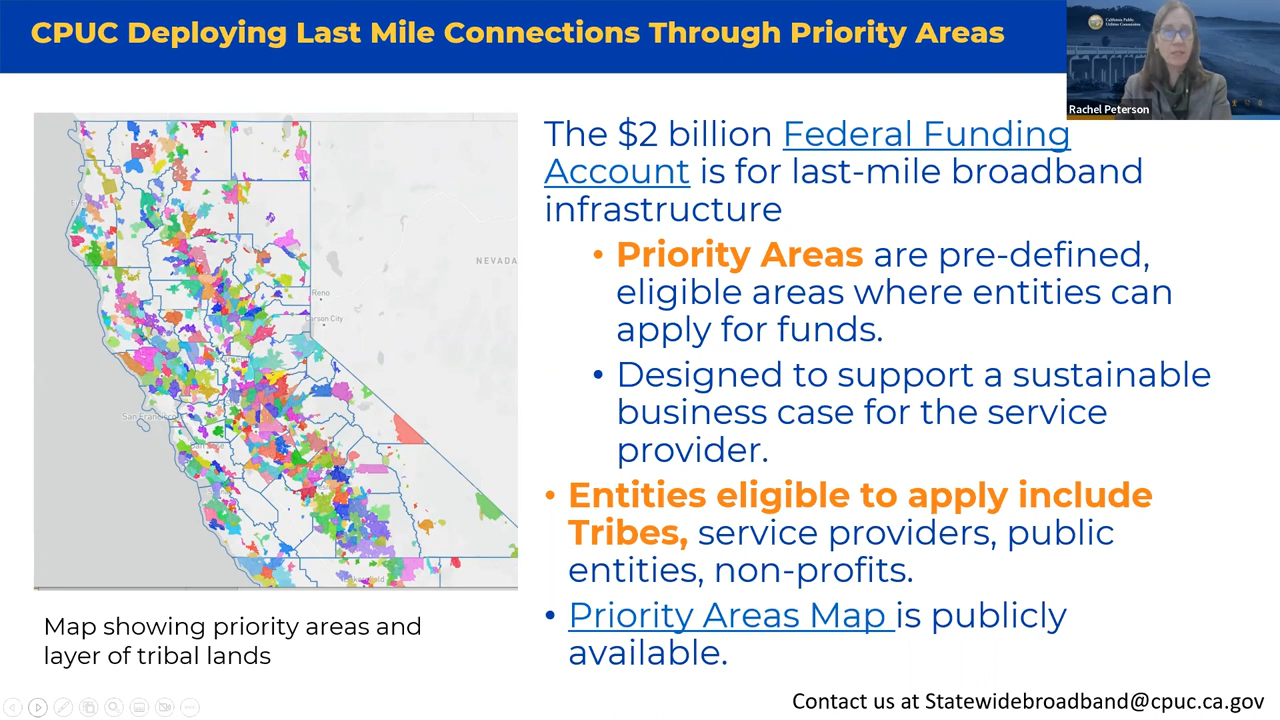 CPUC Deploying Last Mile Connections Through Priority Areas
California Public
Utilities Commission
Rachel Peterson
The $2 billion Federal Funding
Account is for last-mile broadband
infrastructure
• Priority Areas are pre-defined,
eligible areas where entities can
apply for funds.
• Designed to support a sustainable
business case for the service
provider.
• Entities eligible to apply include
Tribes, service providers, public
entities, non-profits.
• Priority Areas Map is publicly
available.
NEVADA
Reno
Carson City
San Francisco
Map showing priority areas and
layer of tribal lands
Contact us at Statewidebroadband@cpuc.ca.gov